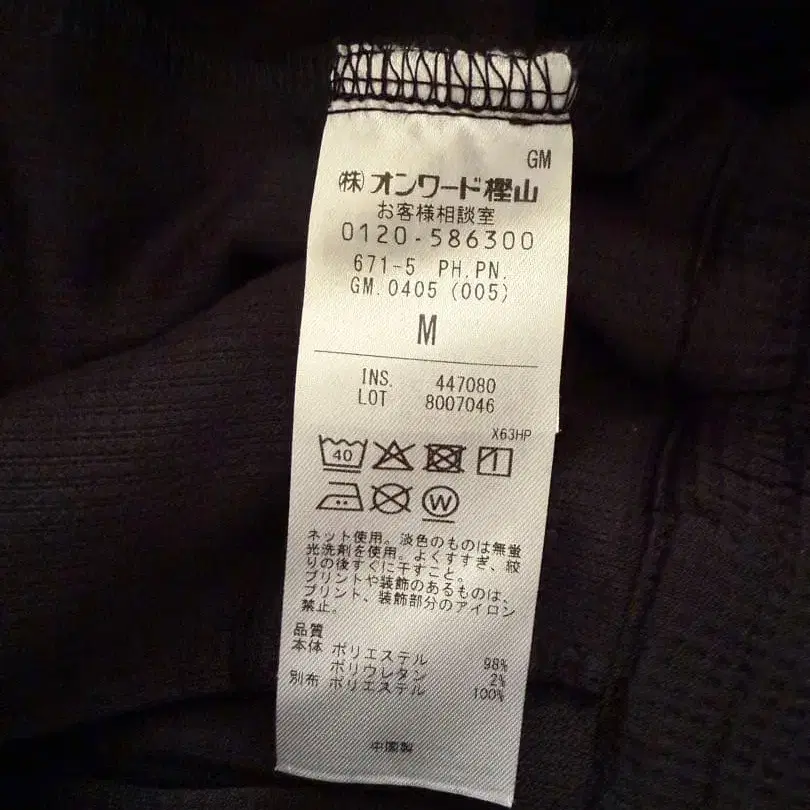 GM
(株)オンワード樫山
お客様相談室
0120-586300
671-5 PH.PN.
GM.0405 (005)
M
INS. 447080
LOT 8007046
X63HP
40
W
ネット使用。淡色のものは無蛍
光洗剤を使用。よくすすぎ、絞
りの後すぐに干すこと。
プリントや装飾のあるものは、
プリント、装飾部分のアイロン
禁止。
品質
本体 ポリエステル 98%
ポリウレタン 2%
別布 ポリエステル 100%
中国製